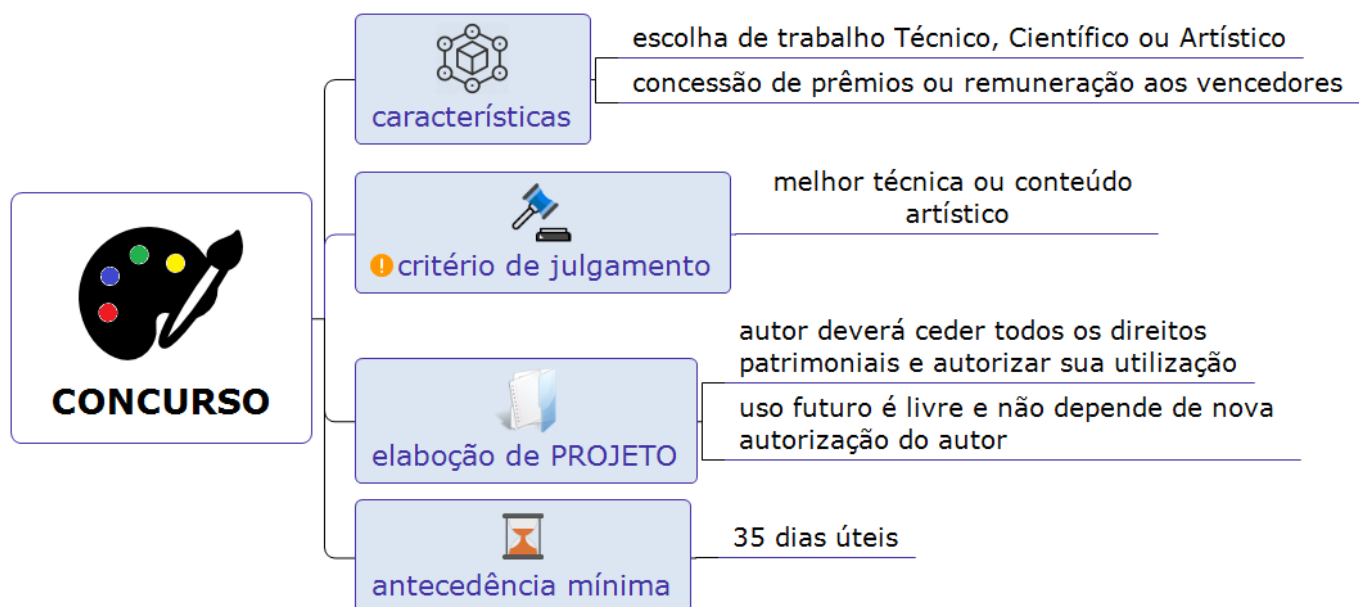 CONCURSO
características
escolha de trabalho Técnico, Científico ou Artístico
concessão de prêmios ou remuneração aos vencedores
critério de julgamento
melhor técnica ou conteúdo
artístico
elaboção de PROJETO
autor deverá ceder todos os direitos
patrimoniais e autorizar sua utilização
uso futuro é livre e não depende de nova
autorização do autor
antecedência mínima
35 dias úteis